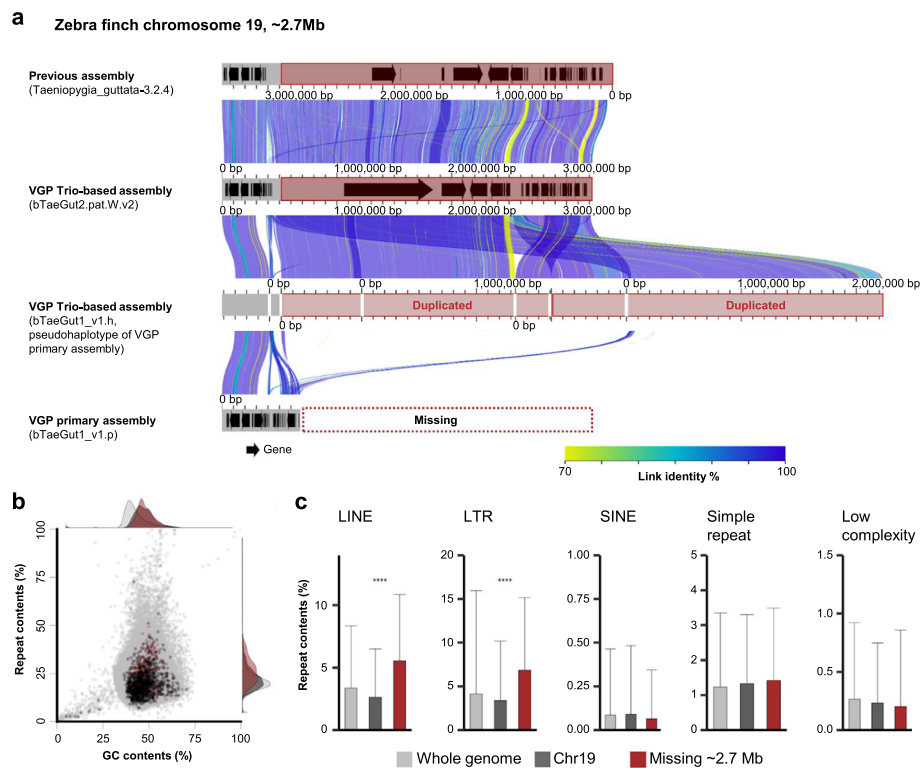 a
Zebra finch chromosome 19, ~2.7Mb
Previous assembly
(Taeniopygia_guttata-3.2.4)
3,000,000 bp 2,000,000 bp 1,000,000 bp 0 bp
0 bp 1,000,000 bp 2,000,000 bp 3,000,000 bp
VGP Trio-based assembly
(bTaeGut2.pat.W.v2)
0 bp 1,000,000 bp 2,000,000 bp 3,000,000 bp
0 bp 0 bp 1,000,000 bp 0 bp 1,000,000 bp 2,000,000 bp
VGP Trio-based assembly
(bTaeGut1_v1.h,
pseudohaplotype of VGP
primary assembly)
Duplicated Duplicated
0 bp 0 bp
0 bp
VGP primary assembly
(bTaeGut1_v1.p)
Missing
Gene
70 100
Link identity %
b
Repeat contents (%)
100
75
50
25
0
0 25 50 75 100
GC contents (%)
c
LINE
LTR
SINE
Simple
repeat
Low
complexity
Repeat contents (%)
10
5
0
****
20
15
10
5
0
****
1.00
0.75
0.50
0.25
0.00
5
4
3
2
1
0
1.5
1.0
0.5
0.0
Whole genome Chr19 Missing ~2.7 Mb